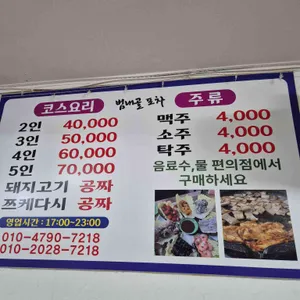 코스요리 범내골 포차 주류
2인 40,000
3인 50,000
4인 60,000
5인 70,000
돼지고기 공짜
쯔케다시 공짜
영업시간 : 17:00~23:00
010-4790-7218
010-2028-7218
맥주 4,000
소주 4,000
탁주 4,000
음료수,물 편의점에서
구매하세요